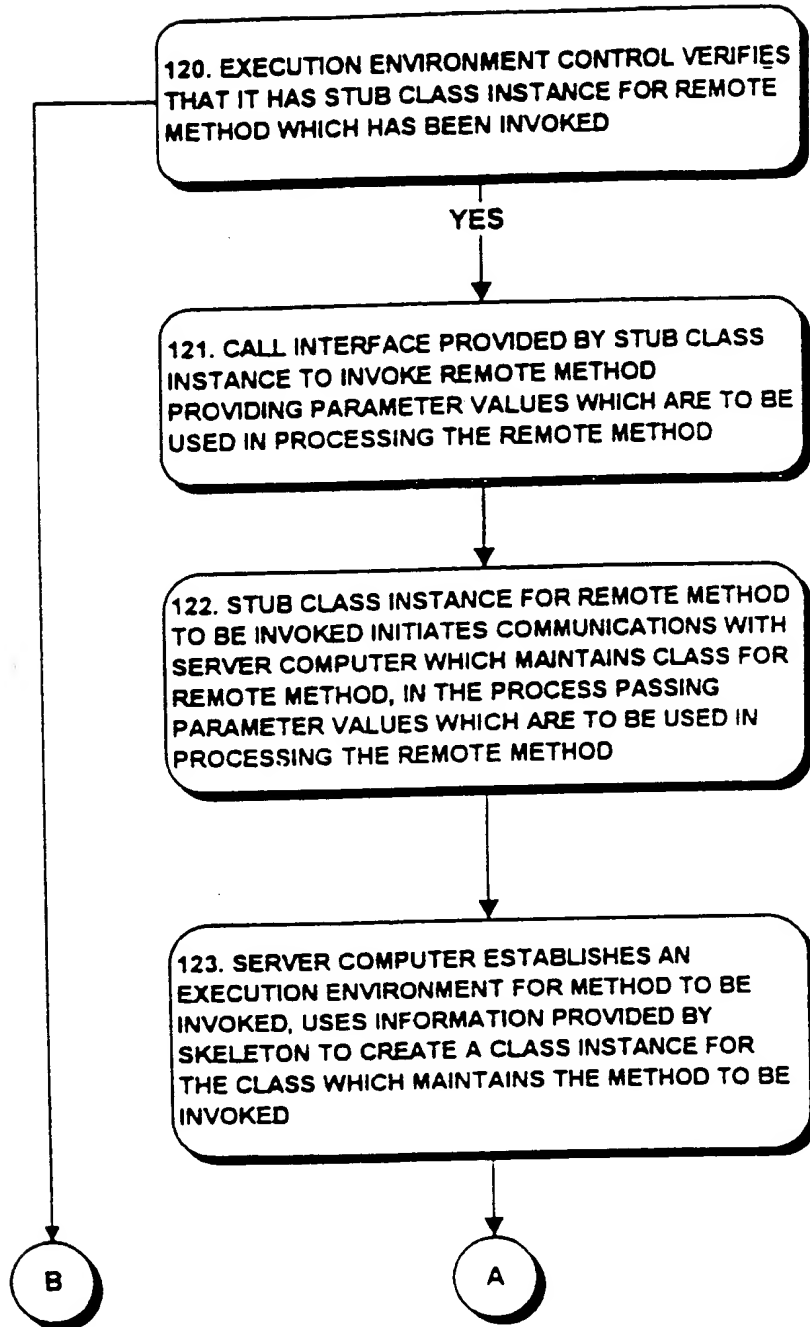 120. EXECUTION ENVIRONMENT CONTROL VERIFIES
THAT IT HAS STUB CLASS INSTANCE FOR REMOTE
METHOD WHICH HAS BEEN INVOKED
YES
121. CALL INTERFACE PROVIDED BY STUB CLASS
INSTANCE TO INVOKE REMOTE METHOD
PROVIDING PARAMETER VALUES WHICH ARE TO BE
USED IN PROCESSING THE REMOTE METHOD
122. STUB CLASS INSTANCE FOR REMOTE METHOD
TO BE INVOKED INITIATES COMMUNICATIONS WITH
SERVER COMPUTER WHICH MAINTAINS CLASS FOR
REMOTE METHOD, IN THE PROCESS PASSING
PARAMETER VALUES WHICH ARE TO BE USED IN
PROCESSING THE REMOTE METHOD
123. SERVER COMPUTER ESTABLISHES AN
EXECUTION ENVIRONMENT FOR METHOD TO BE
INVOKED, USES INFORMATION PROVIDED BY
SKELETON TO CREATE A CLASS INSTANCE FOR
THE CLASS WHICH MAINTAINS THE METHOD TO BE
INVOKED
B
A